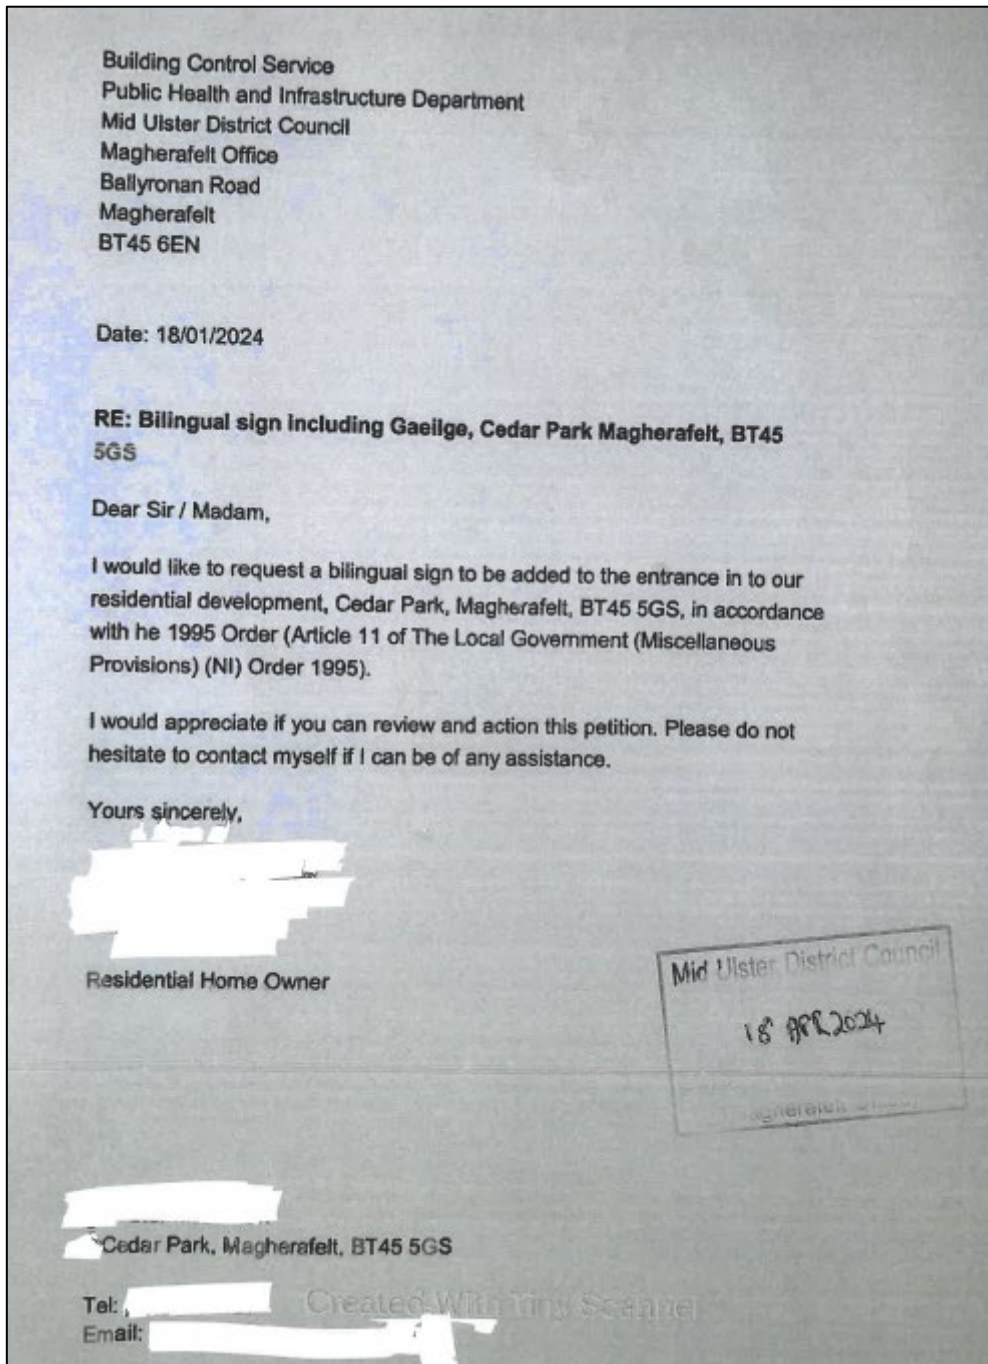 Building Control Service
Public Health and Infrastructure Department
Mid Ulster District Council
Magherafelt Office
Ballyronan Road
Magherafelt
BT45 6EN
Date: 18/01/2024
RE: Bilingual sign including Gaeilge, Cedar Park Magherafelt, BT45
5GS
Dear Sir / Madam,
I would like to request a bilingual sign to be added to the entrance in to our
residential development, Cedar Park, Magherafelt, BT45 5GS, in accordance
with he 1995 Order (Article 11 of The Local Government (Miscellaneous
Provisions) (NI) Order 1995).
I would appreciate if you can review and action this petition. Please do not
hesitate to contact myself if I can be of any assistance.
Yours sincerely,
Residential Home Owner
Mid Ulster District Council
18 APR 2024
Cedar Park, Magherafelt, BT45 5GS
Tel:
Created With Tiny Scanner
Email: